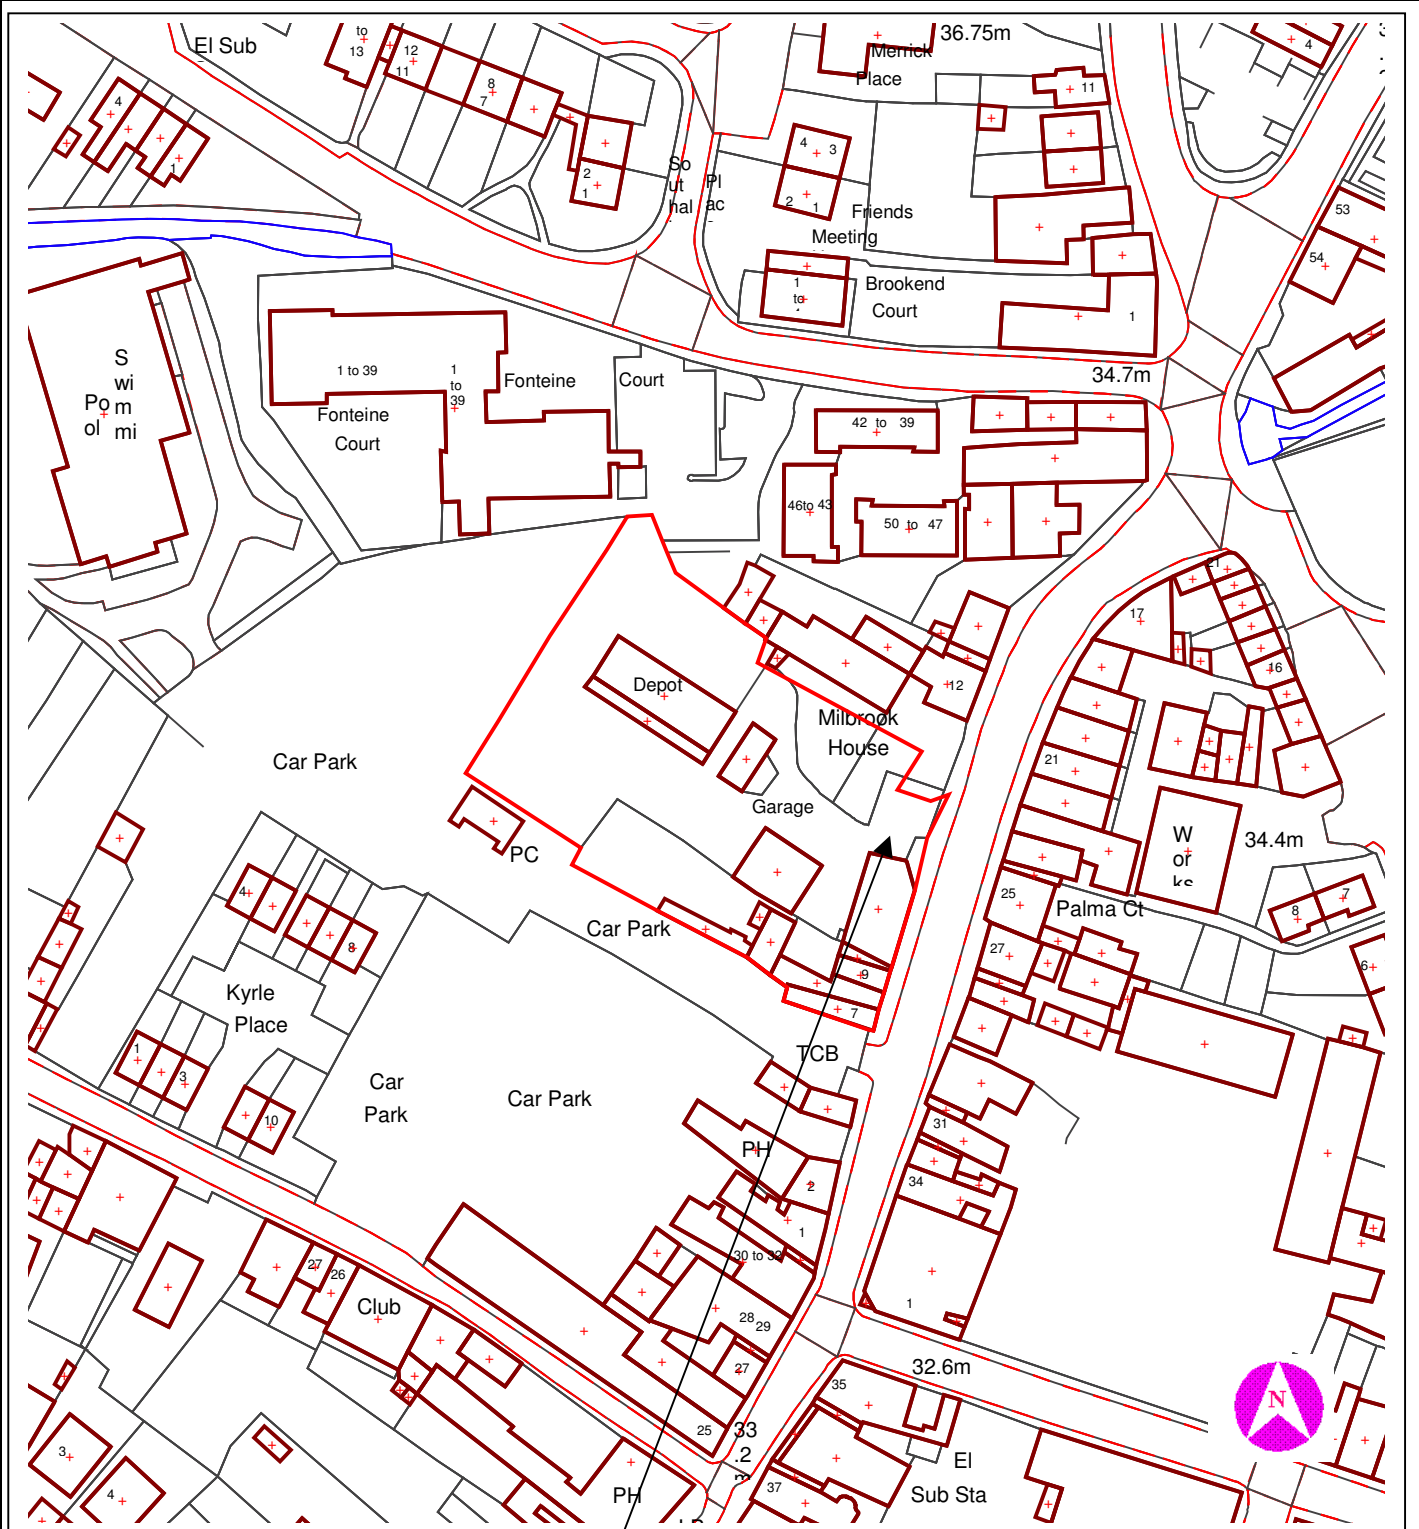 El Sub
to
13
12
11
8
7
4
1
2
1
So
ut
hal
Pl
ac
36.75m
Merrick
Place
11
4
4 3
2 1
Friends
Meeting
Brookend
Court
1
to
1
34.7m
53
54
S
wi
m
mi
Po
ol
1 to 39
1
to
39
Fonteine
Court
Fonteine
Court
42 to 39
46to 43
50 to 47
21
17
16
12
Depot
Milbrook
House
Garage
Car Park
PC
21
W
or
ks
34.4m
4
8
Car Park
25
Palma Ct
7
8
27
6
9
7
Kyrle
Place
1
3
10
TCB
Car
Park
Car Park
PH
2
1
31
34
30 to 32
28
29
27
1
27
26
Club
32.6m
35
N
25
33
.2
m
3
4
37
El
Sub Sta
PH